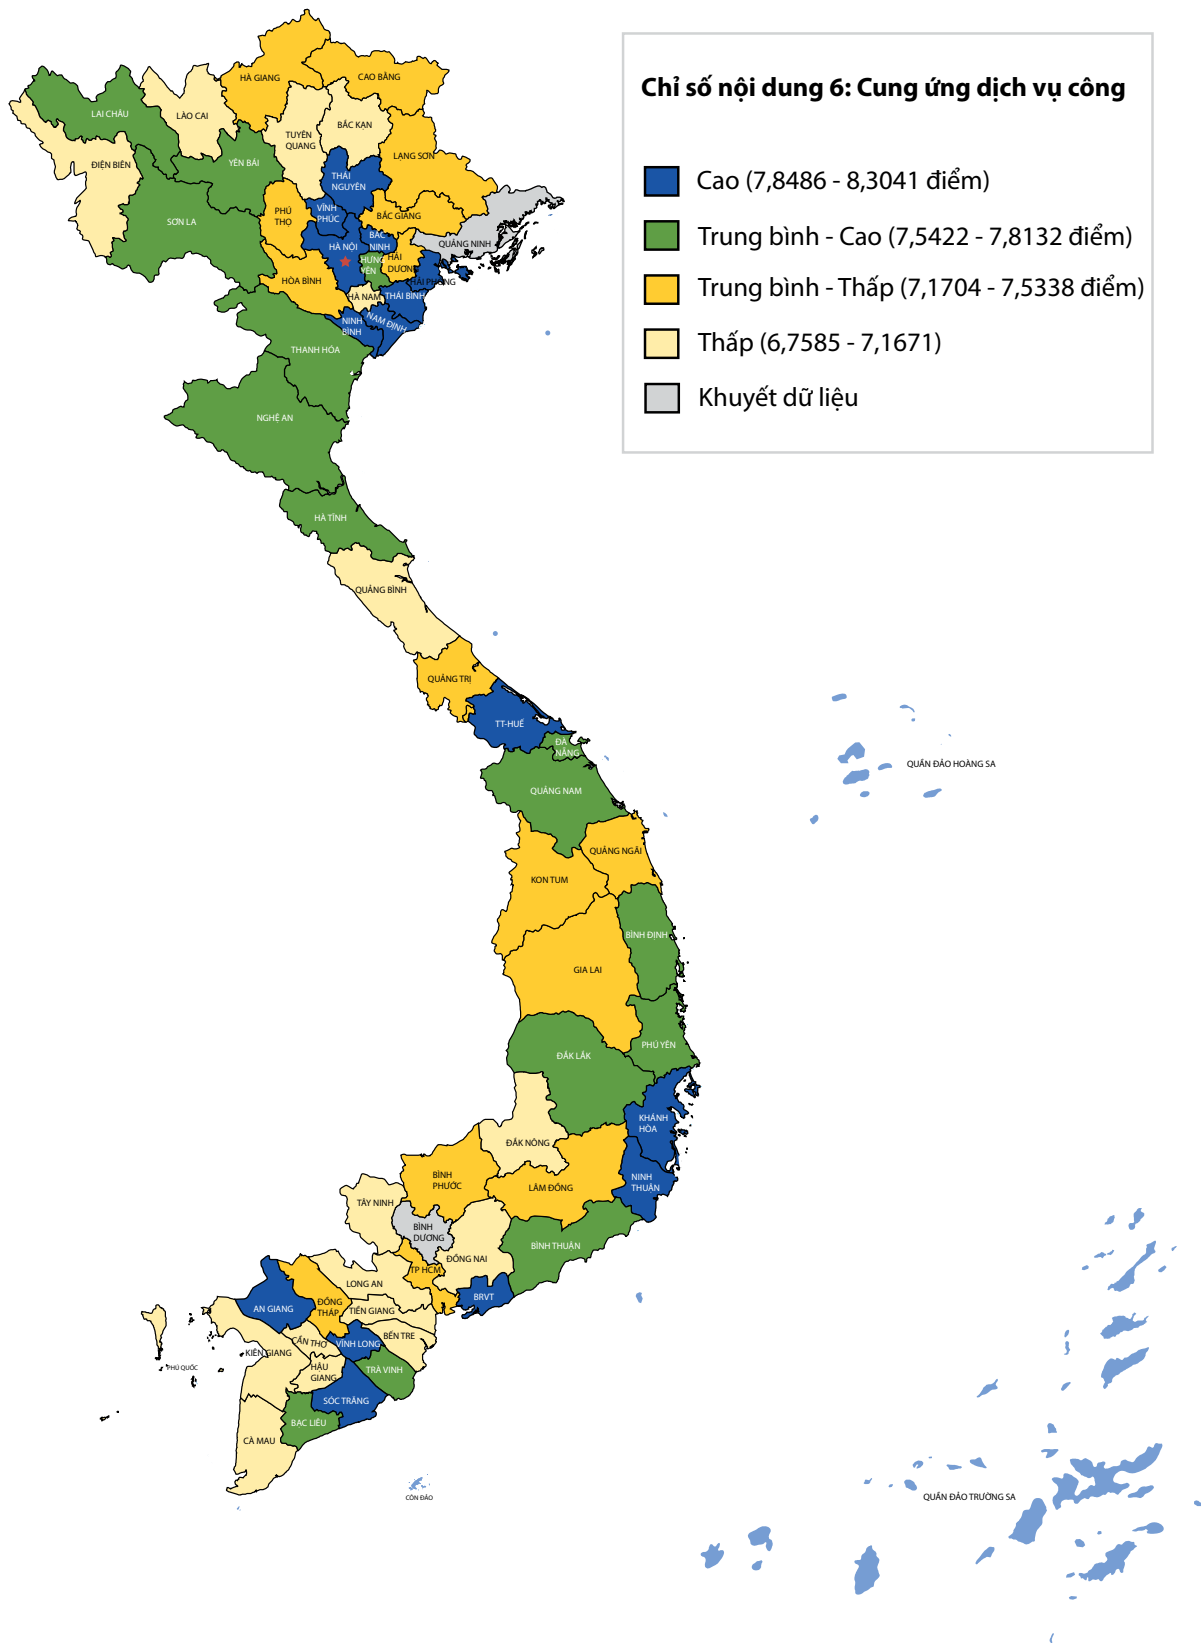 Chỉ số nội dung 6: Cung ứng dịch vụ công
Cao (7,8486 - 8,3041 điểm)
Trung bình - Cao (7,5422 - 7,8132 điểm)
Trung bình - Thấp (7,1704 - 7,5338 điểm)
Thấp (6,7585 - 7,1671)
Khuyết dữ liệu
HÀ GIANG
CAO BẰNG
LAI CHÂU
LÀO CAI
BẮC KẠN
TUYÊN
QUANG
LẠNG SƠN
ĐIỆN BIÊN
YÊN BÁI
THÁI
NGUYÊN
SƠN LA
PHÚ
THỌ
VĨNH
PHÚC
BẮC GIANG
BẮC
NINH
QUẢNG NINH
HÀ NỘI
HƯNG
YÊN
HẢI
DƯƠNG
HẢI PHÒNG
HÒA BÌNH
HÀ NAM
THÁI BÌNH
NINH
BÌNH
NAM ĐỊNH
THANH HÓA
NGHỆ AN
HÀ TĨNH
QUẢNG BÌNH
QUẢNG TRỊ
TT-HUẾ
ĐÀ
NẴNG
QUẦN ĐẢO HOÀNG SA
QUẢNG NAM
QUẢNG NGÃI
KON TUM
BÌNH ĐỊNH
GIA LAI
PHÚ YÊN
ĐẮK LẮK
KHÁNH
HÒA
ĐẮK NÔNG
BÌNH
PHƯỚC
LÂM ĐỒNG
NINH
THUẬN
TÂY NINH
BÌNH
DƯƠNG
BÌNH THUẬN
ĐỒNG NAI
TP HCM
LONG AN
BRVT
AN GIANG
ĐỒNG
THÁP
TIỀN GIANG
BẾN TRE
CẦN THƠ
VĨNH LONG
KIÊN GIANG
PHÚ QUỐC
HẬU
GIANG
TRÀ VINH
SÓC TRĂNG
BẠC LIÊU
CÀ MAU
CÔN ĐẢO
QUẦN ĐẢO TRƯỜNG SA